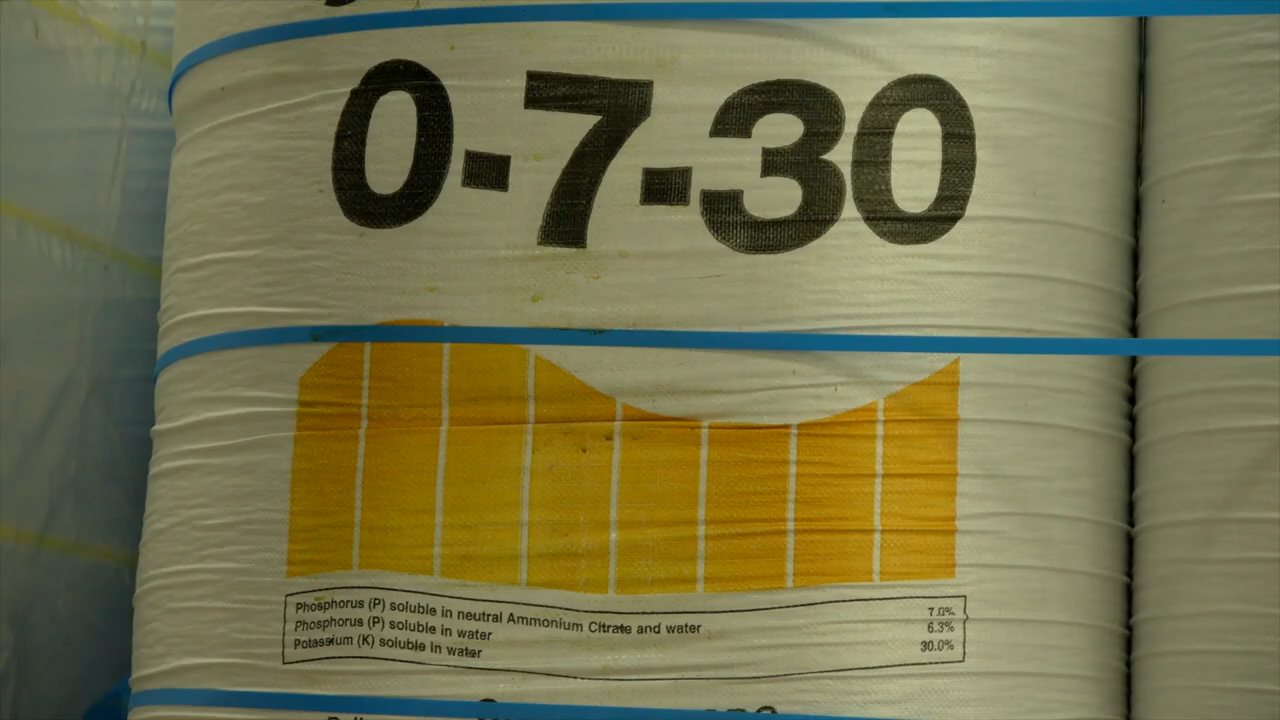 0-7-30
Phosphorus (P) soluble in neutral Ammonium Citrate and water 7.0%
Phosphorus (P) soluble in water 6.3%
Potassium (K) soluble in water 30.0%